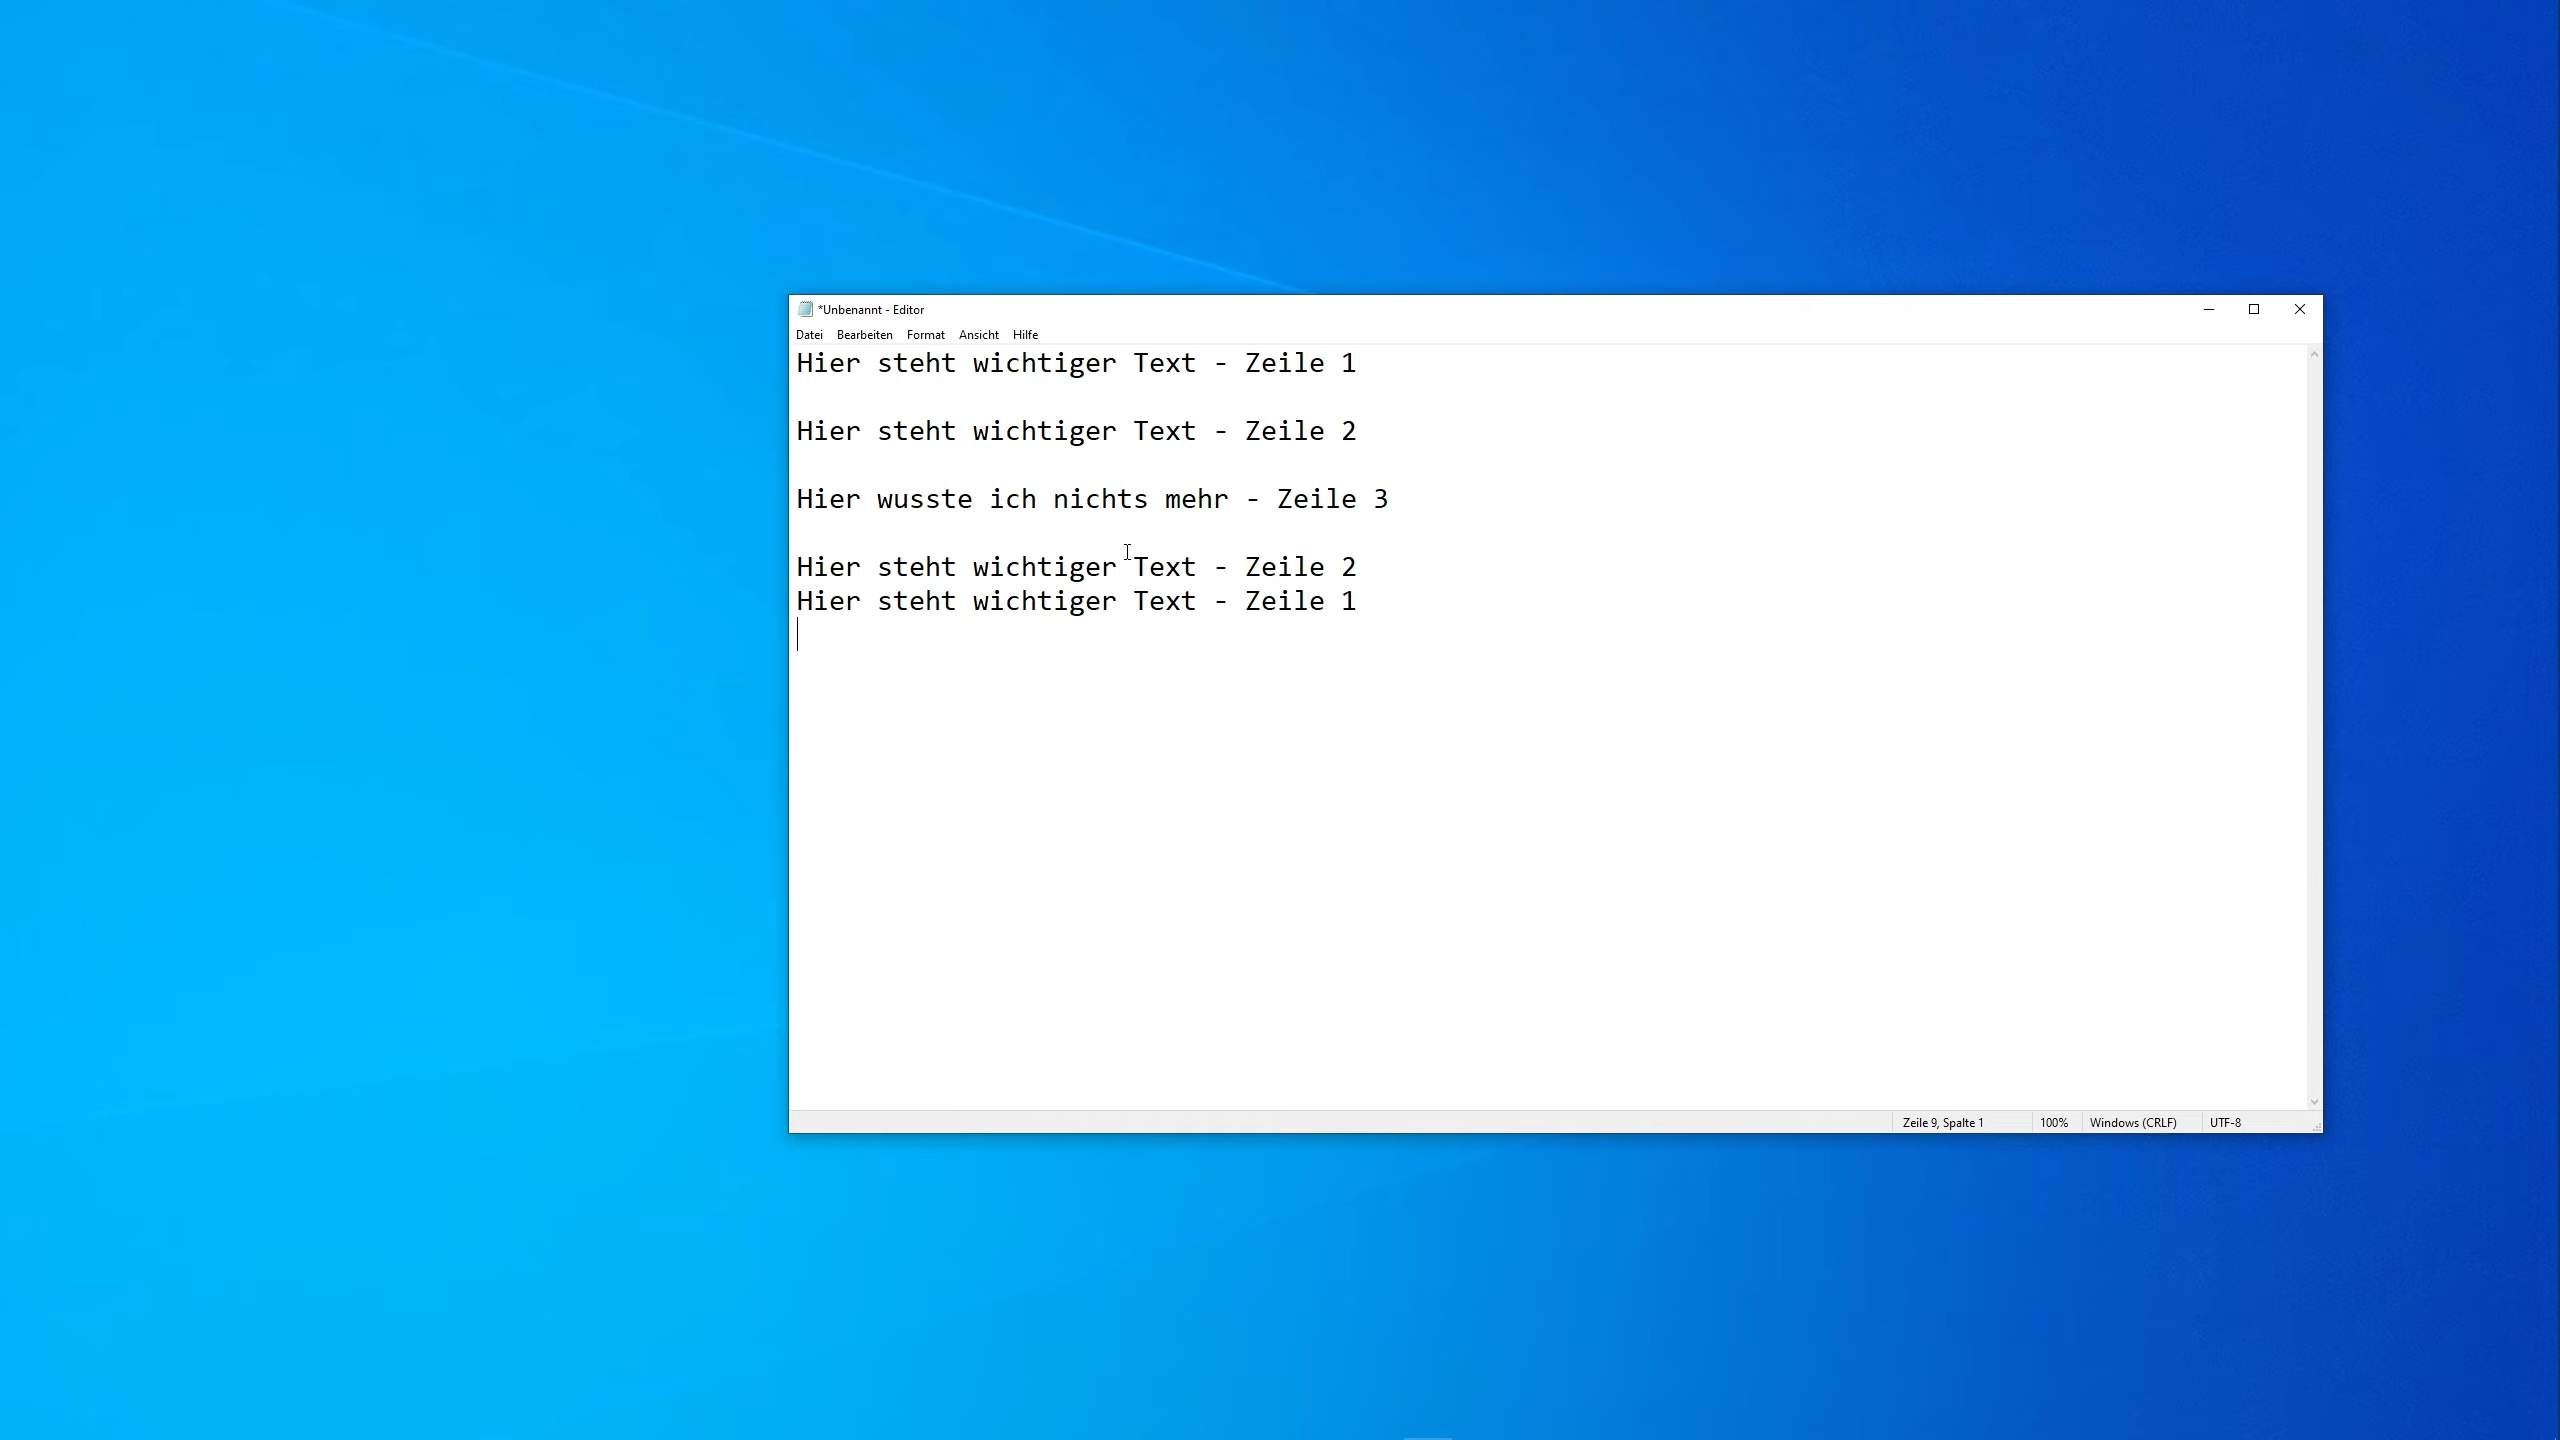 *Unbenannt - Editor
Datei Bearbeiten Format Ansicht Hilfe
Hier steht wichtiger Text - Zeile 1
Hier steht wichtiger Text - Zeile 2
Hier wusste ich nichts mehr - Zeile 3
Hier steht wichtiger Text - Zeile 2
Hier steht wichtiger Text - Zeile 1
Zeile 9, Spalte 1 100% Windows (CRLF) UTF-8